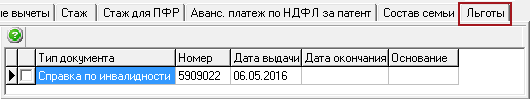 ые вычеты Стаж Стаж для ПФР Аванс. платеж по НДФЛ за патент Состав семьи Льготы
?
Тип документа Номер Дата выдачи Дата окончания Основание
Справка по инвалидности 5909022 06.05.2016